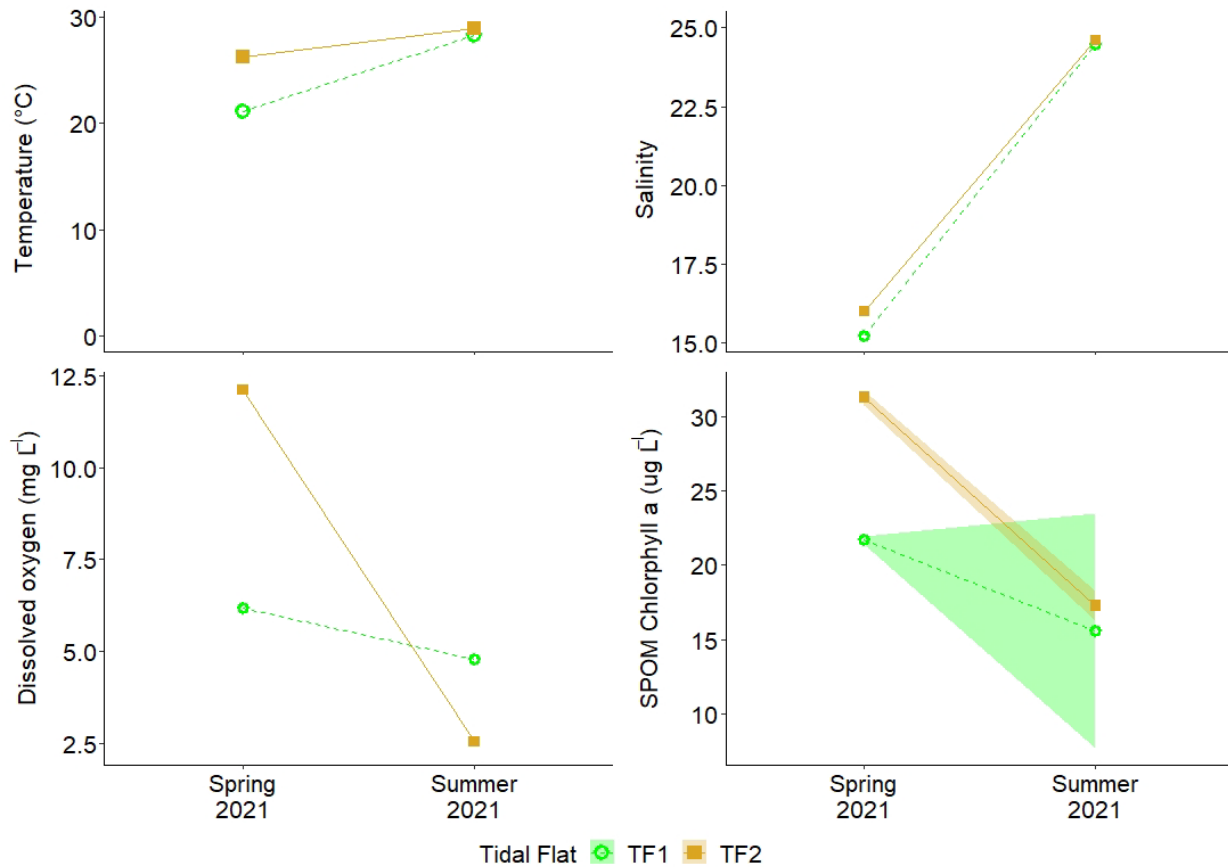 Temperature (°C)
30
20
10
0
Salinity
25.0
22.5
20.0
17.5
15.0
Dissolved oxygen (mg L⁻¹)
12.5
10.0
7.5
5.0
2.5
Spring
2021
Summer
2021
SPOM Chlorphyll a (ug L⁻¹)
30
25
20
15
10
Spring
2021
Summer
2021
Tidal Flat TF1 TF2